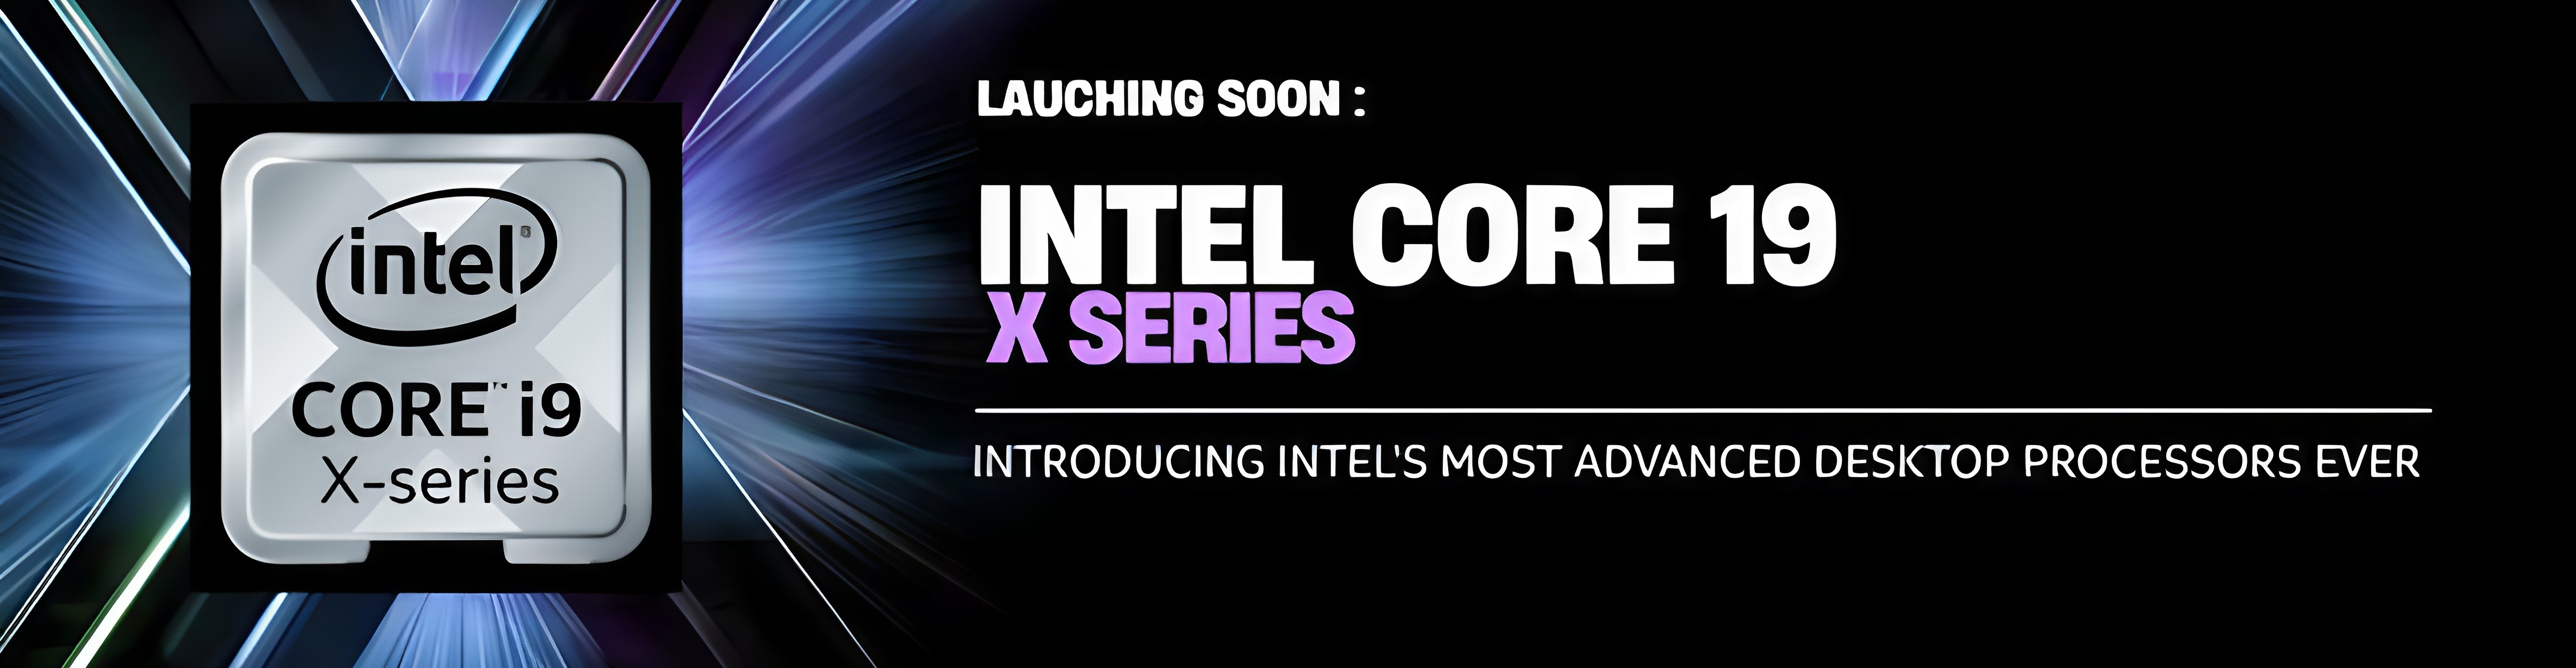 intel®
CORE™ i9
X-series
LAUCHING SOON :
INTEL CORE 19
X SERIES
INTRODUCING INTEL'S MOST ADVANCED DESKTOP PROCESSORS EVER